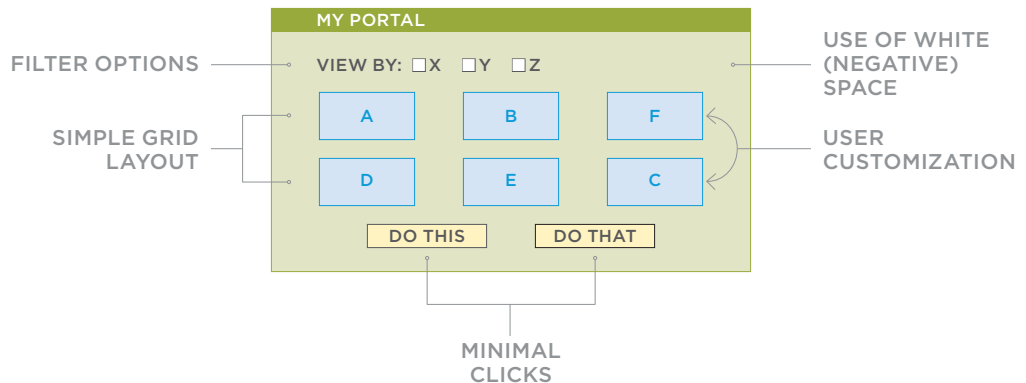 MY PORTAL
FILTER OPTIONS
VIEW BY: X Y Z
USE OF WHITE
(NEGATIVE)
SPACE
SIMPLE GRID
LAYOUT
A B F
D E C
USER
CUSTOMIZATION
DO THIS DO THAT
MINIMAL
CLICKS